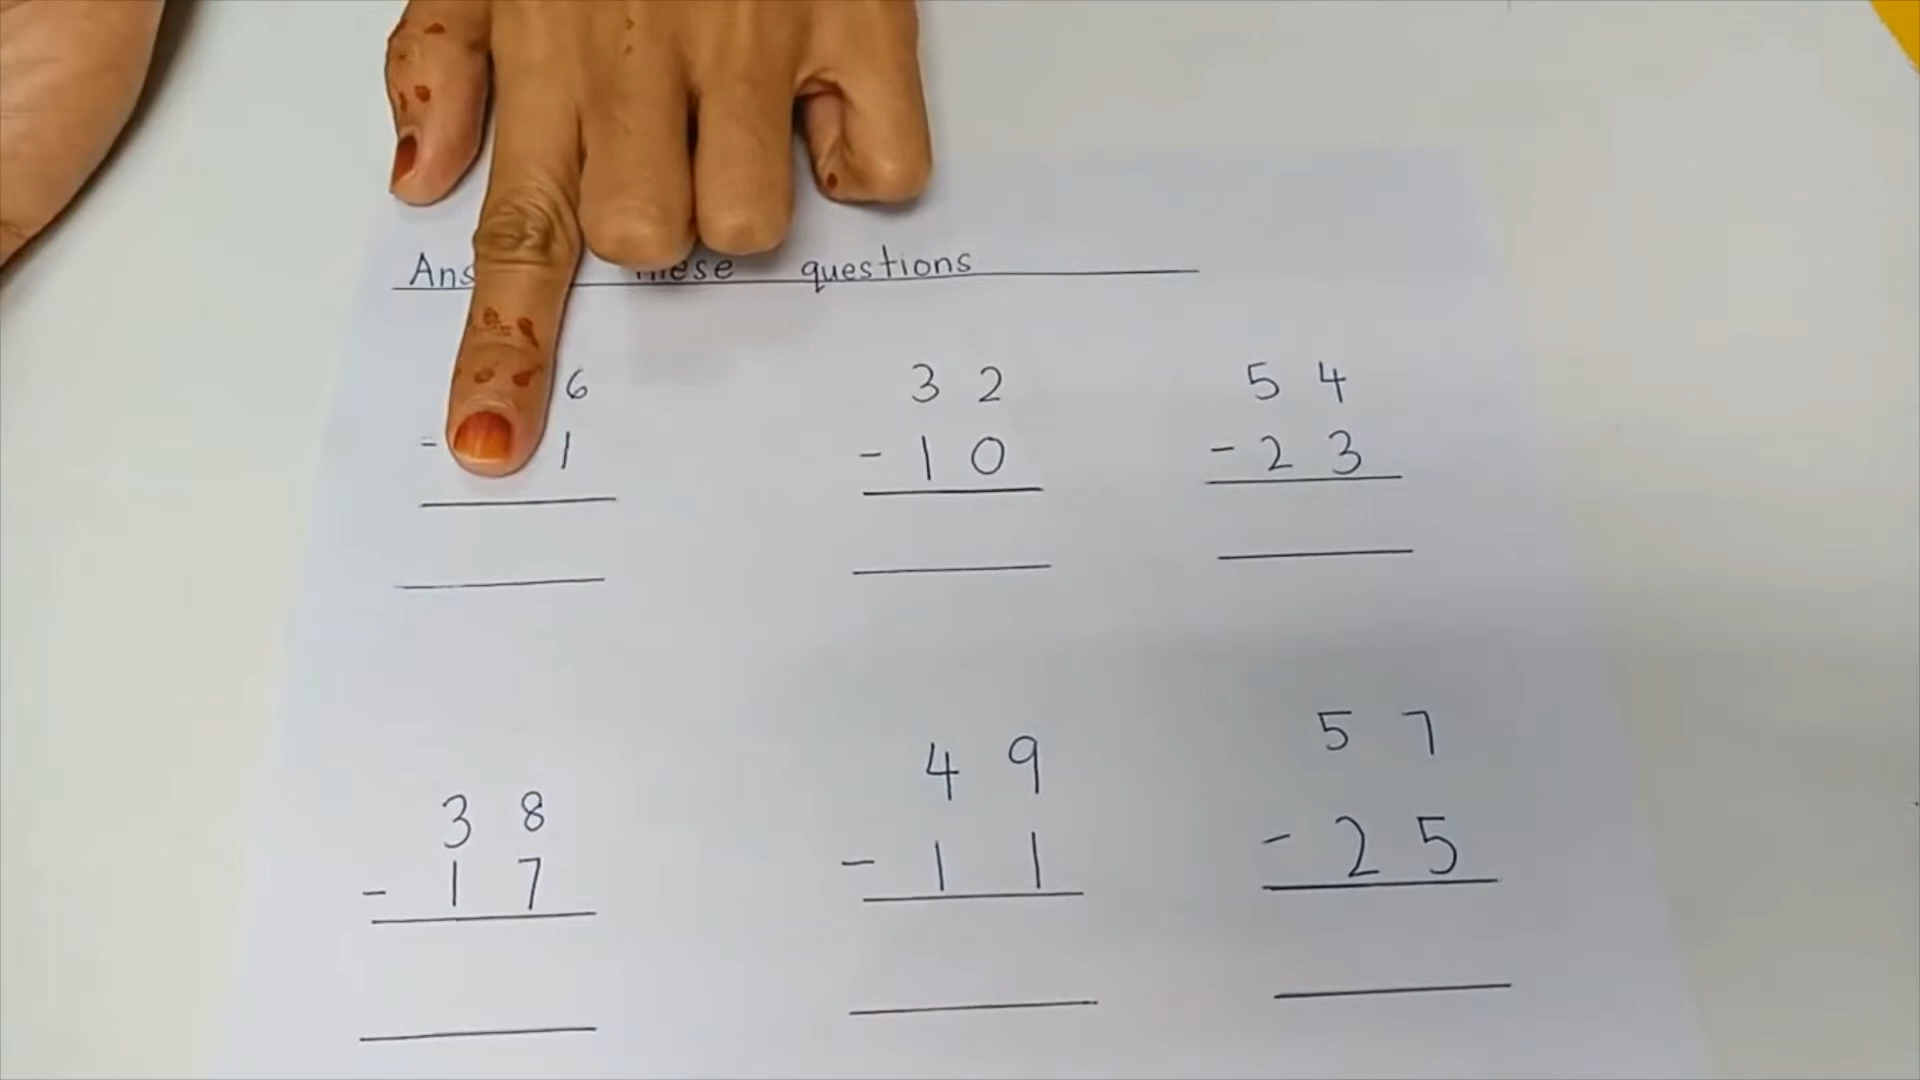 questions
6 3 2 5 4
- 1 - 1 0 - 2 3
3 8 4 9 5 7
- 1 7 - 1 1 - 2 5